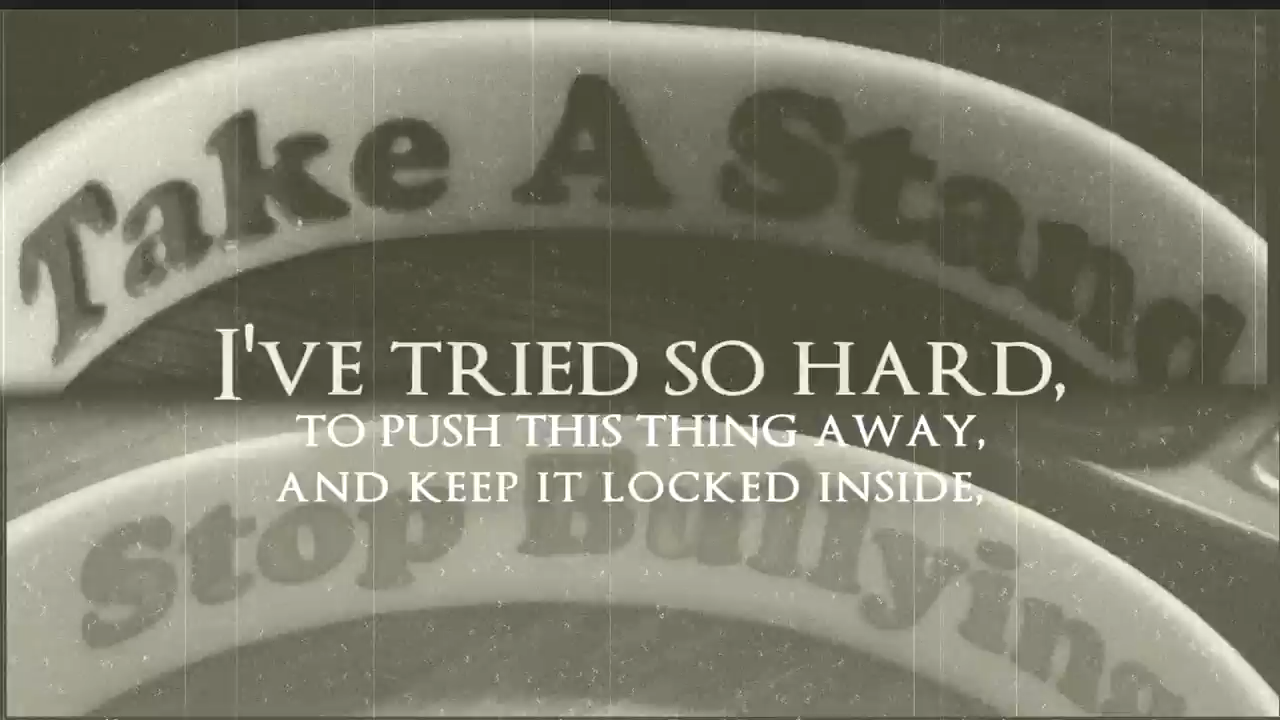 Take A Stand
I'VE TRIED SO HARD,
TO PUSH THIS THING AWAY,
AND KEEP IT LOCKED INSIDE,
Stop Bullying